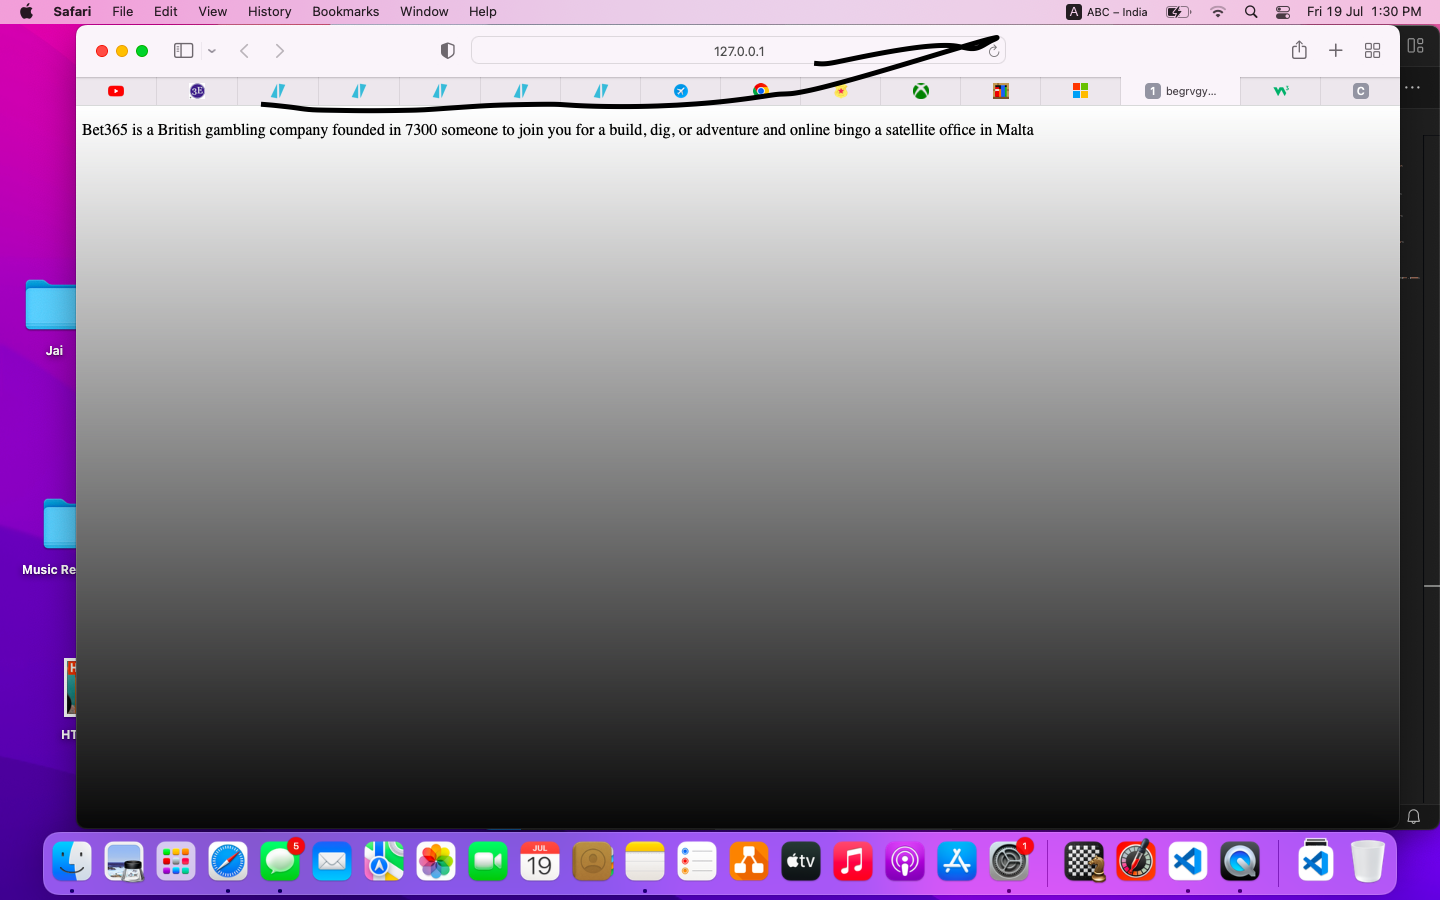 Safari File Edit View History Bookmarks Window Help A ABC – India Fri 19 Jul 1:30 PM
127.0.0.1
3E 1 begrvgy... W3 C
Bet365 is a British gambling company founded in 7300 someone to join you for a build, dig, or adventure and online bingo a satellite office in Malta
Jai
Music Re
H
HT
5 JUL 19 tv 1